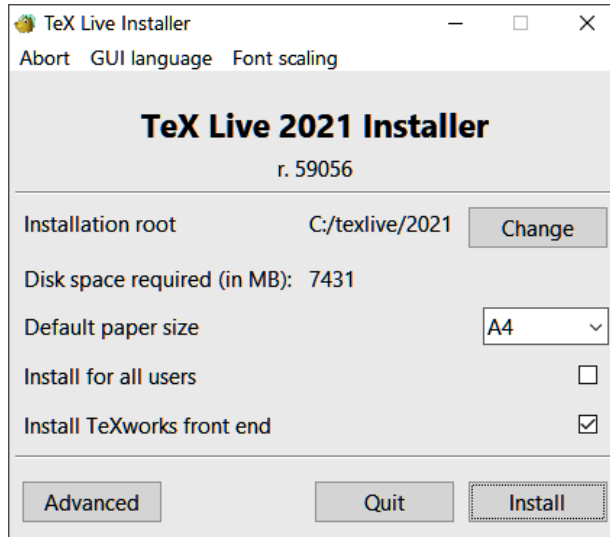 TeX Live Installer
Abort GUI language Font scaling
TeX Live 2021 Installer
r. 59056
Installation root C:/texlive/2021 Change
Disk space required (in MB): 7431
Default paper size A4
Install for all users
Install TeXworks front end
Advanced Quit Install